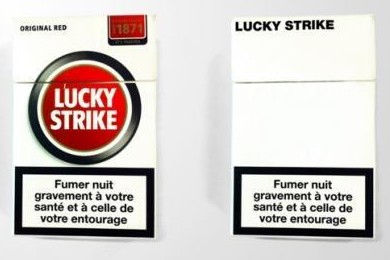 ORIGINAL RED
11871
LUCKY
STRIKE
Fumer nuit
gravement à votre
santé et à celle de
votre entourage
LUCKY STRIKE
Fumer nuit
gravement à votre
santé et à celle de
votre entourage